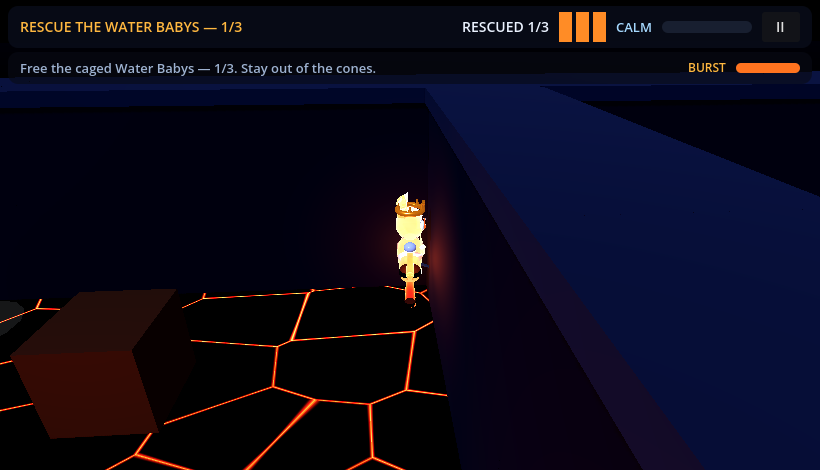 RESCUE THE WATER BABYS — 1/3
RESCUED 1/3
CALM
Free the caged Water Babys — 1/3. Stay out of the cones.
BURST